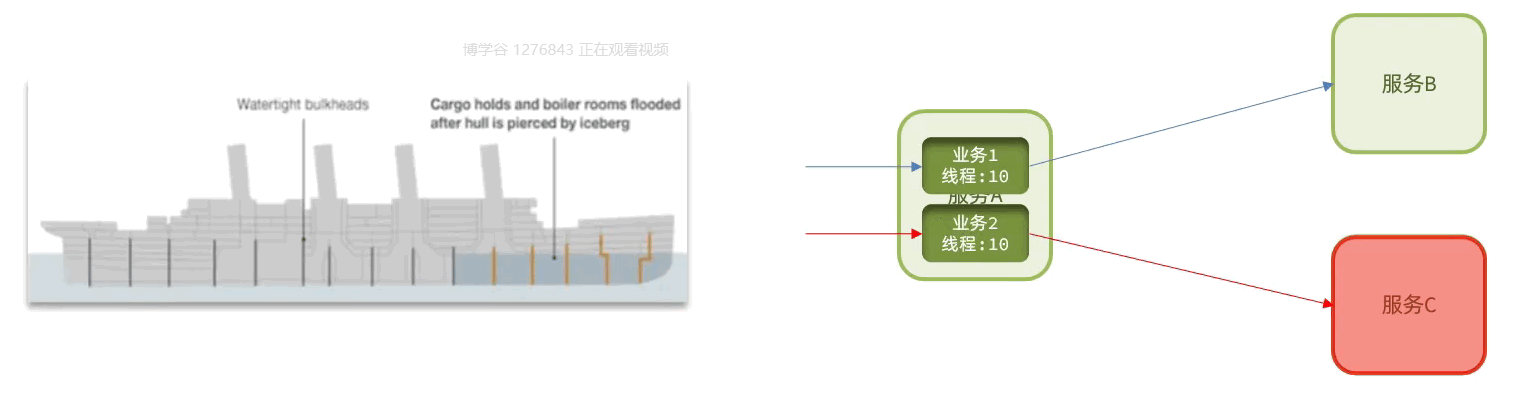 博学谷 1276843 正在观看视频
Watertight bulkheads
Cargo holds and boiler rooms flooded
after hull is pierced by iceberg
业务1
线程:10
服务A
业务2
线程:10
服务B
服务C